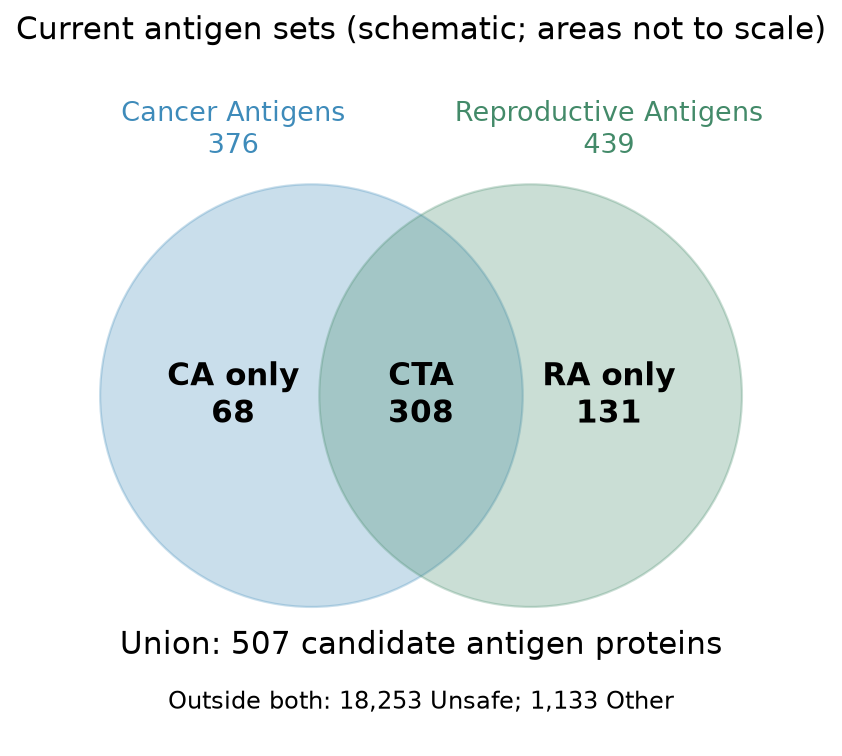 Current antigen sets (schematic; areas not to scale)
Cancer Antigens
376
Reproductive Antigens
439
CA only
68
CTA
308
RA only
131
Union: 507 candidate antigen proteins
Outside both: 18,253 Unsafe; 1,133 Other